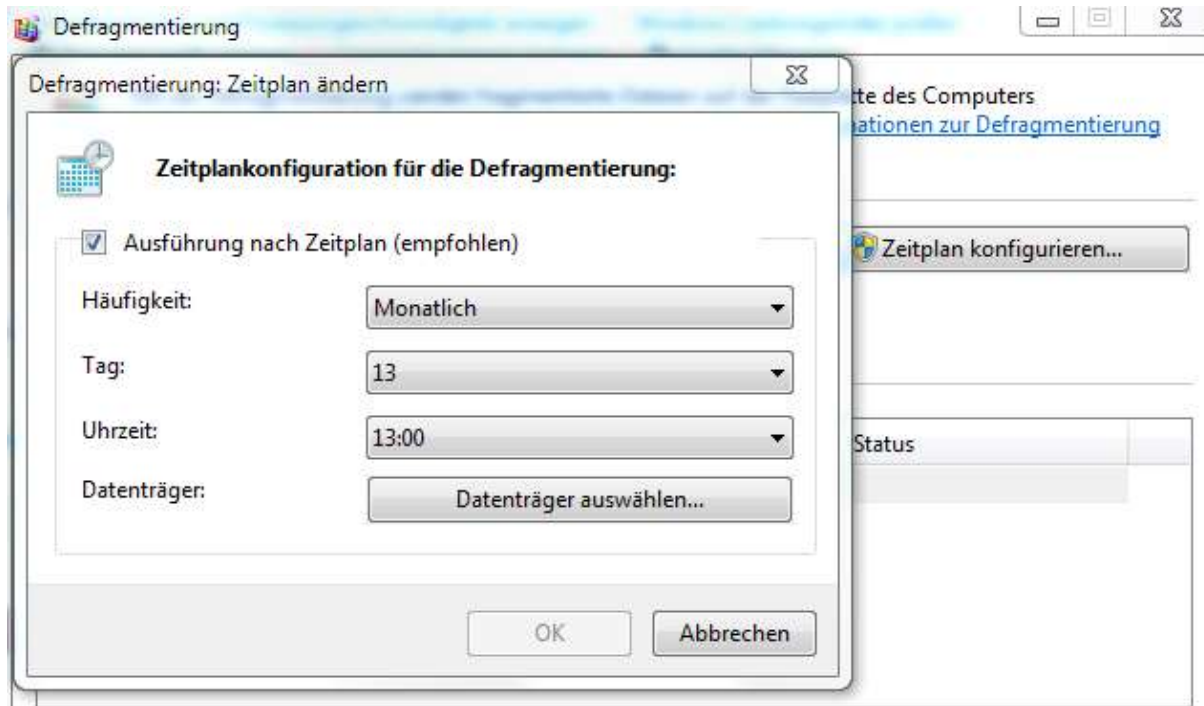 Defragmentierung
Defragmentierung: Zeitplan ändern
tte des Computers
ationen zur Defragmentierung
Zeitplankonfiguration für die Defragmentierung:
Ausführung nach Zeitplan (empfohlen)
Zeitplan konfigurieren...
Häufigkeit:
Monatlich
Tag:
13
Uhrzeit:
13:00
Status
Datenträger:
Datenträger auswählen...
OK
Abbrechen